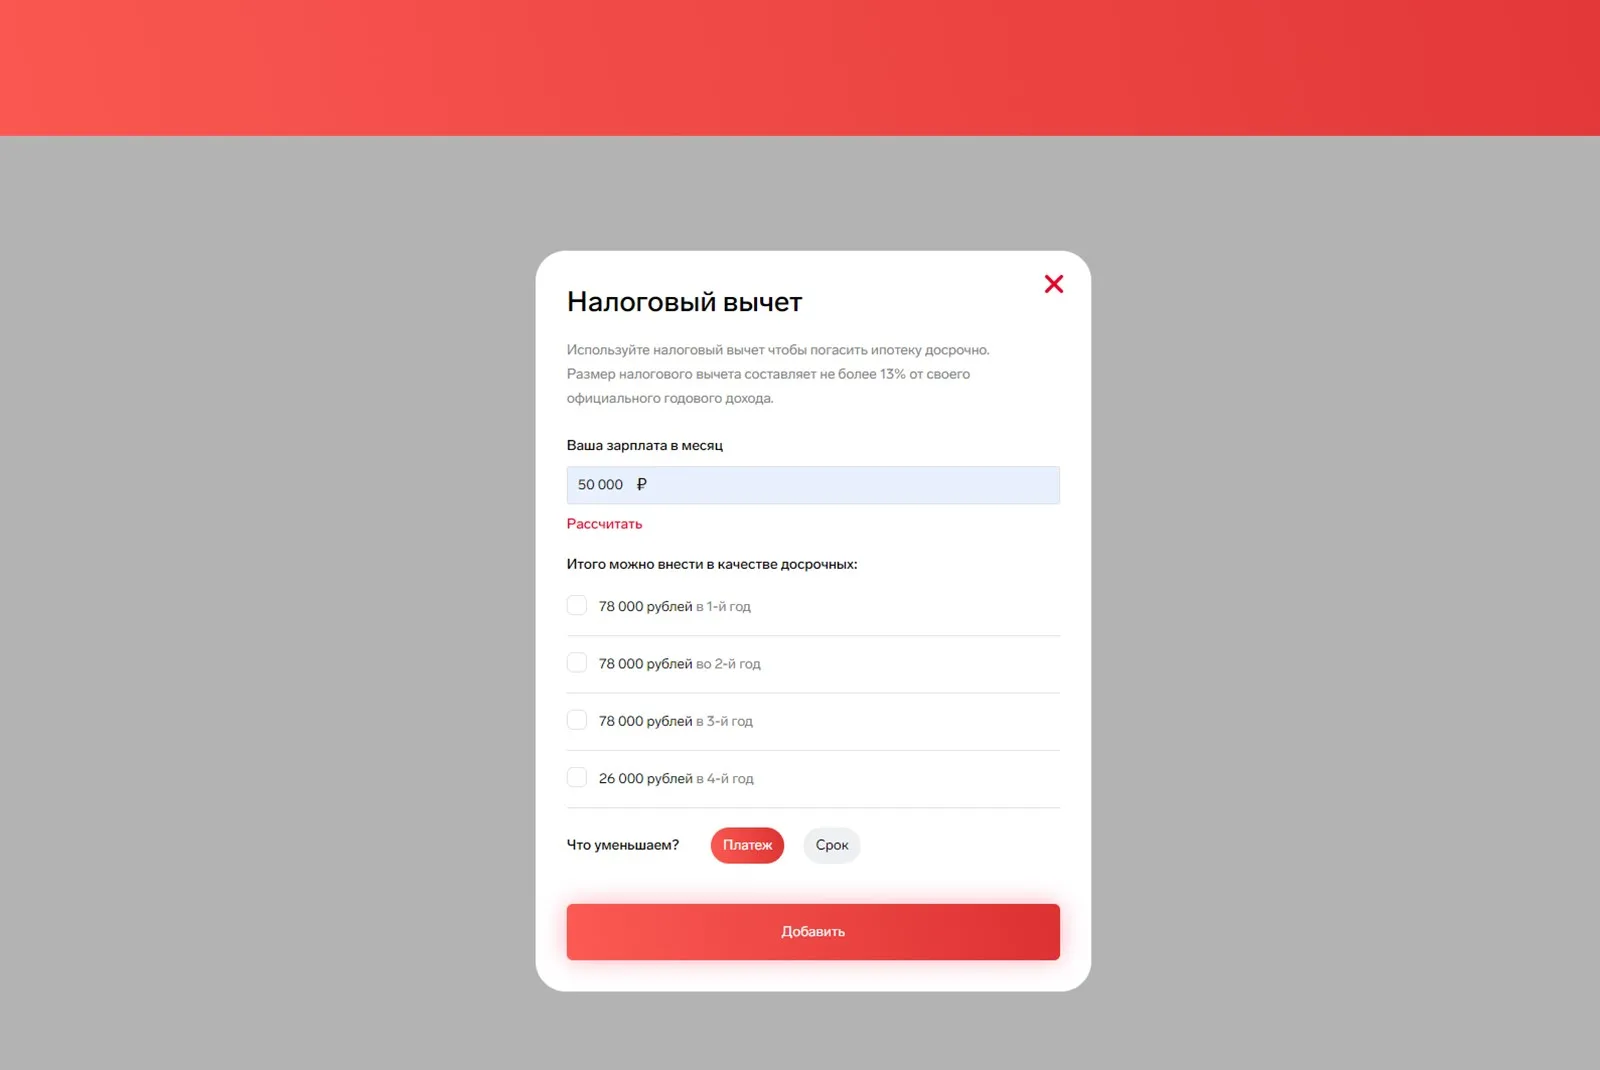 Налоговый вычет
Используйте налоговый вычет чтобы погасить ипотеку досрочно.
Размер налогового вычета составляет не более 13% от своего
официального годового дохода.
Ваша зарплата в месяц
50 000 ₽
Рассчитать
Итого можно внести в качестве досрочных:
78 000 рублей в 1-й год
78 000 рублей во 2-й год
78 000 рублей в 3-й год
26 000 рублей в 4-й год
Что уменьшаем? Платеж Срок
Добавить